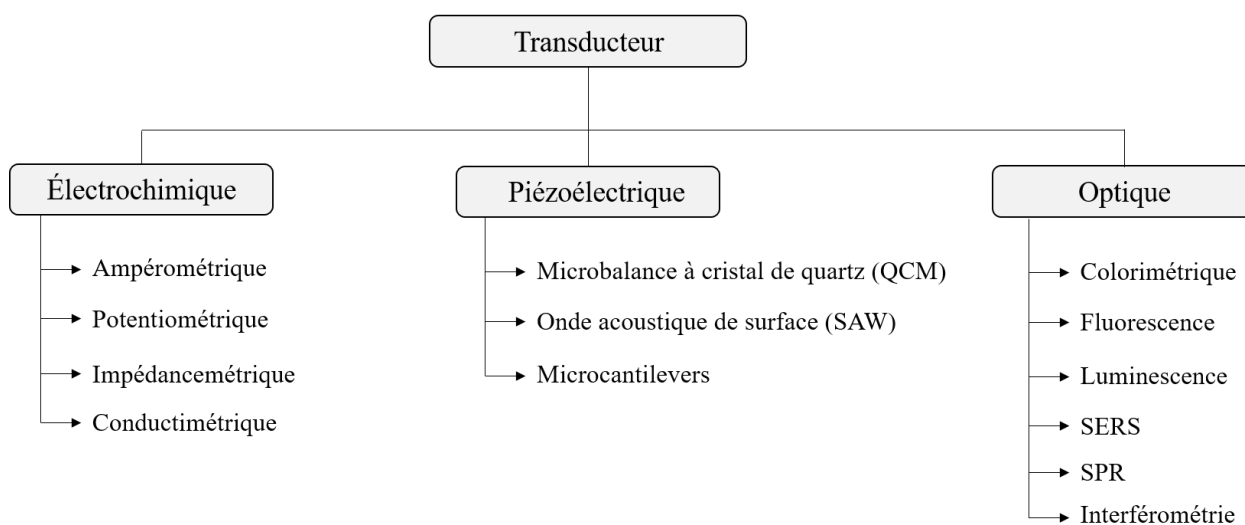 Transducteur
Électrochimique
Ampérométrique
Potentiométrique
Impédancemétrique
Conductimétrique
Piézoélectrique
Microbalance à cristal de quartz (QCM)
Onde acoustique de surface (SAW)
Microcantilevers
Optique
Colorimétrique
Fluorescence
Luminescence
SERS
SPR
Interférométrie